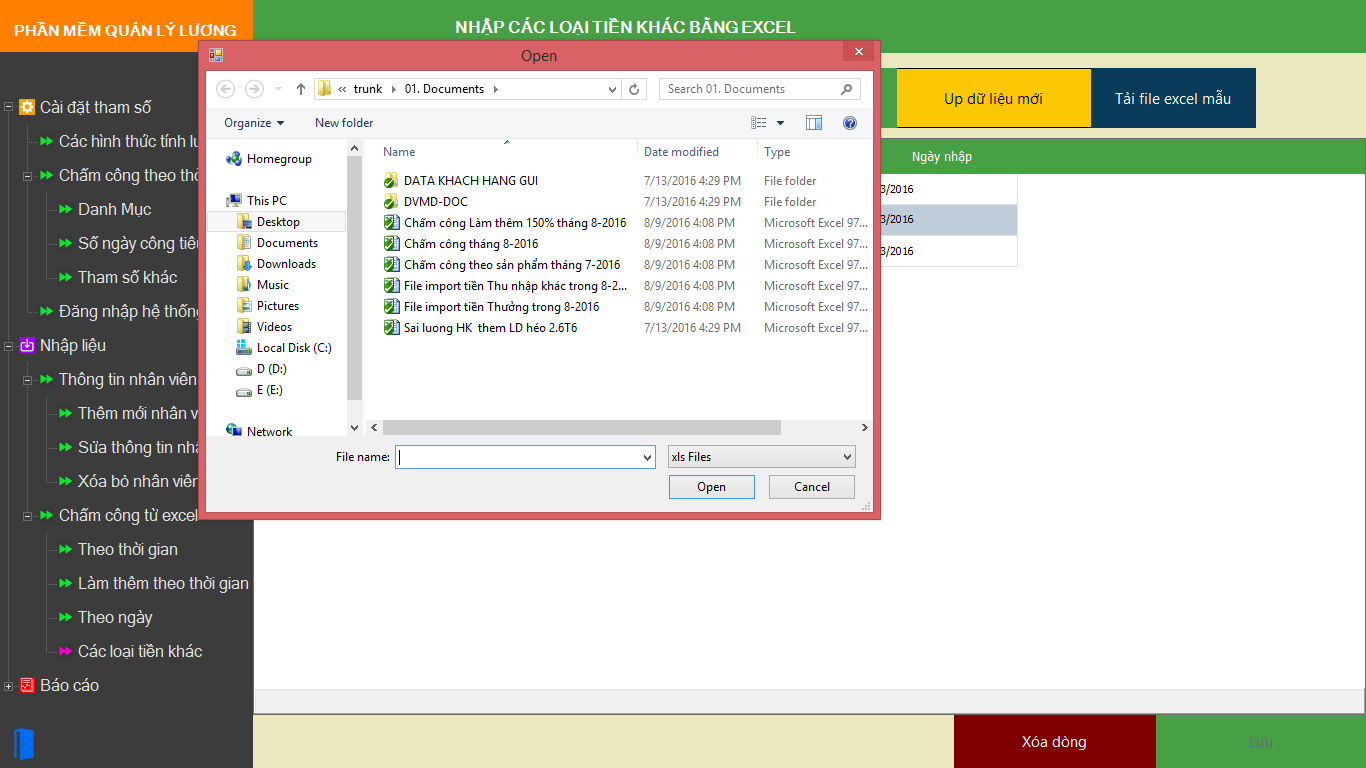 PHẦN MỀM QUẢN LÝ LƯƠNG
NHẬP CÁC LOẠI TIỀN KHÁC BẰNG EXCEL
Open
« trunk 01. Documents
Search 01. Documents
Organize New folder
Up dữ liệu mới
Tải file excel mẫu
Ngày nhập
3/2016
3/2016
3/2016
Homegroup
This PC
Desktop
Documents
Downloads
Music
Pictures
Videos
Local Disk (C:)
D (D:)
E (E:)
Network
Name Date modified Type
DATA KHACH HANG GUI 7/13/2016 4:29 PM File folder
DVMD-DOC 7/13/2016 4:29 PM File folder
Chấm công Làm thêm 150% tháng 8-2016 8/9/2016 4:08 PM Microsoft Excel 97...
Chấm công tháng 8-2016 8/9/2016 4:08 PM Microsoft Excel 97...
Chấm công theo sản phẩm tháng 7-2016 8/9/2016 4:08 PM Microsoft Excel 97...
File import tiền Thu nhập khác trong 8-2... 8/9/2016 4:08 PM Microsoft Excel 97...
File import tiền Thưởng trong 8-2016 8/9/2016 4:08 PM Microsoft Excel 97...
Sai luong HK them LD héo 2.6T6 7/13/2016 4:29 PM Microsoft Excel 97...
File name:
xls Files
Open
Cancel
Cài đặt tham số
Các hình thức tính
Chấm công theo
Danh Mục
Số ngày công
Tham số khác
Đăng nhập hệ thống
Nhập liệu
Thông tin nhân viên
Thêm mới nhân
Sửa thông tin
Xóa bỏ nhân viên
Chấm công từ excel
Theo thời gian
Làm thêm theo thời gian
Theo ngày
Các loại tiền khác
Báo cáo
Xóa dòng
Lưu